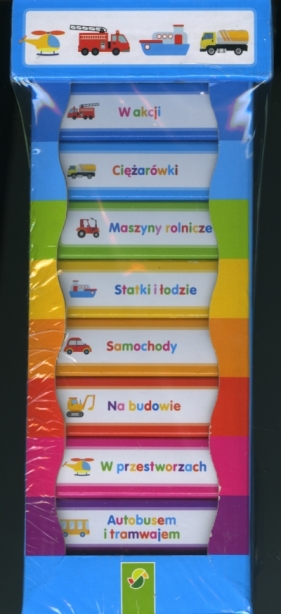 W akcji
Ciężarówki
Maszyny rolnicze
Statki i łodzie
Samochody
Na budowie
W przestworzach
Autobusem
i tramwajem